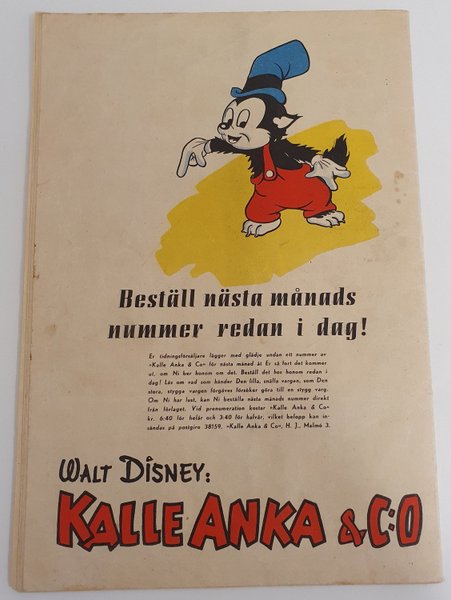 Beställ nästa månads
nummer redan i dag!
Er tidningsförsäljare lägger med glädje undan ett nummer av
»Kalle Anka & Co» för nästa månad åt Er så fort det kommer
ut, om Ni ber honom om det. Beställ det hos honom redan i
dag! Läs om vad som händer Den lilla, snälla vargen, som Den
stora, stygga vargen förgäves försöker göra till en stygg varg.
Om Ni har lust, kan Ni beställa nästa månads nummer direkt
från förlaget. Vid prenumeration kostar »Kalle Anka & Co»
kr. 6:40 för helår och 3:40 för halvår, vilket belopp kan in-
sändas på postgiro 38159. »Kalle Anka & Co», H. J., Malmö 3.
WALT DISNEY:
KALLE ANKA & C:O